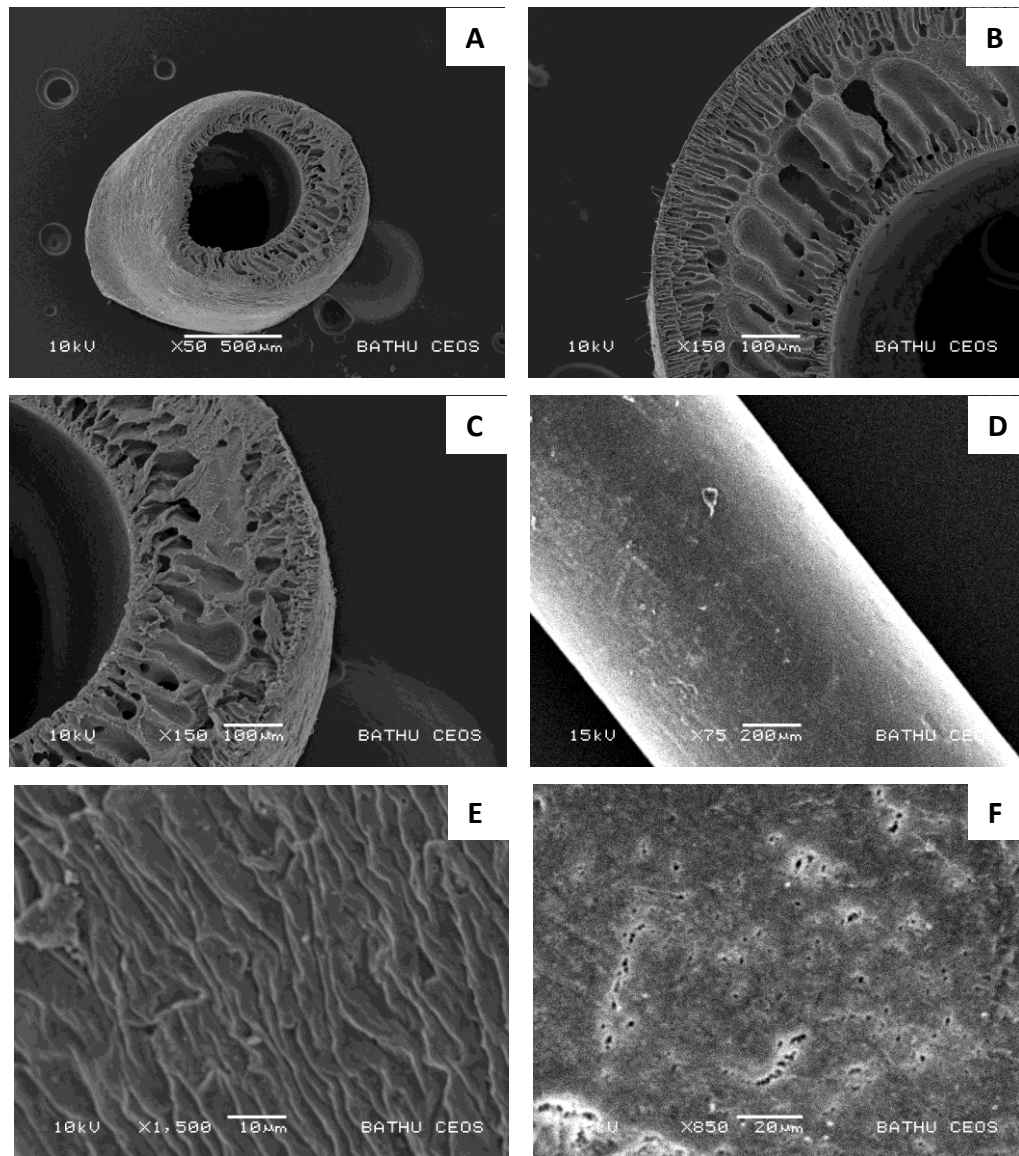 A
10kV X50 500µm BATHU CEOS
B
10kV X150 100µm BATHU CEOS
C
10kV X150 100µm BATHU CEOS
D
15kV X75 200µm BATHU CEOS
E
10kV X1,500 10µm BATHU CEOS
F
X850 20µm BATHU CEOS